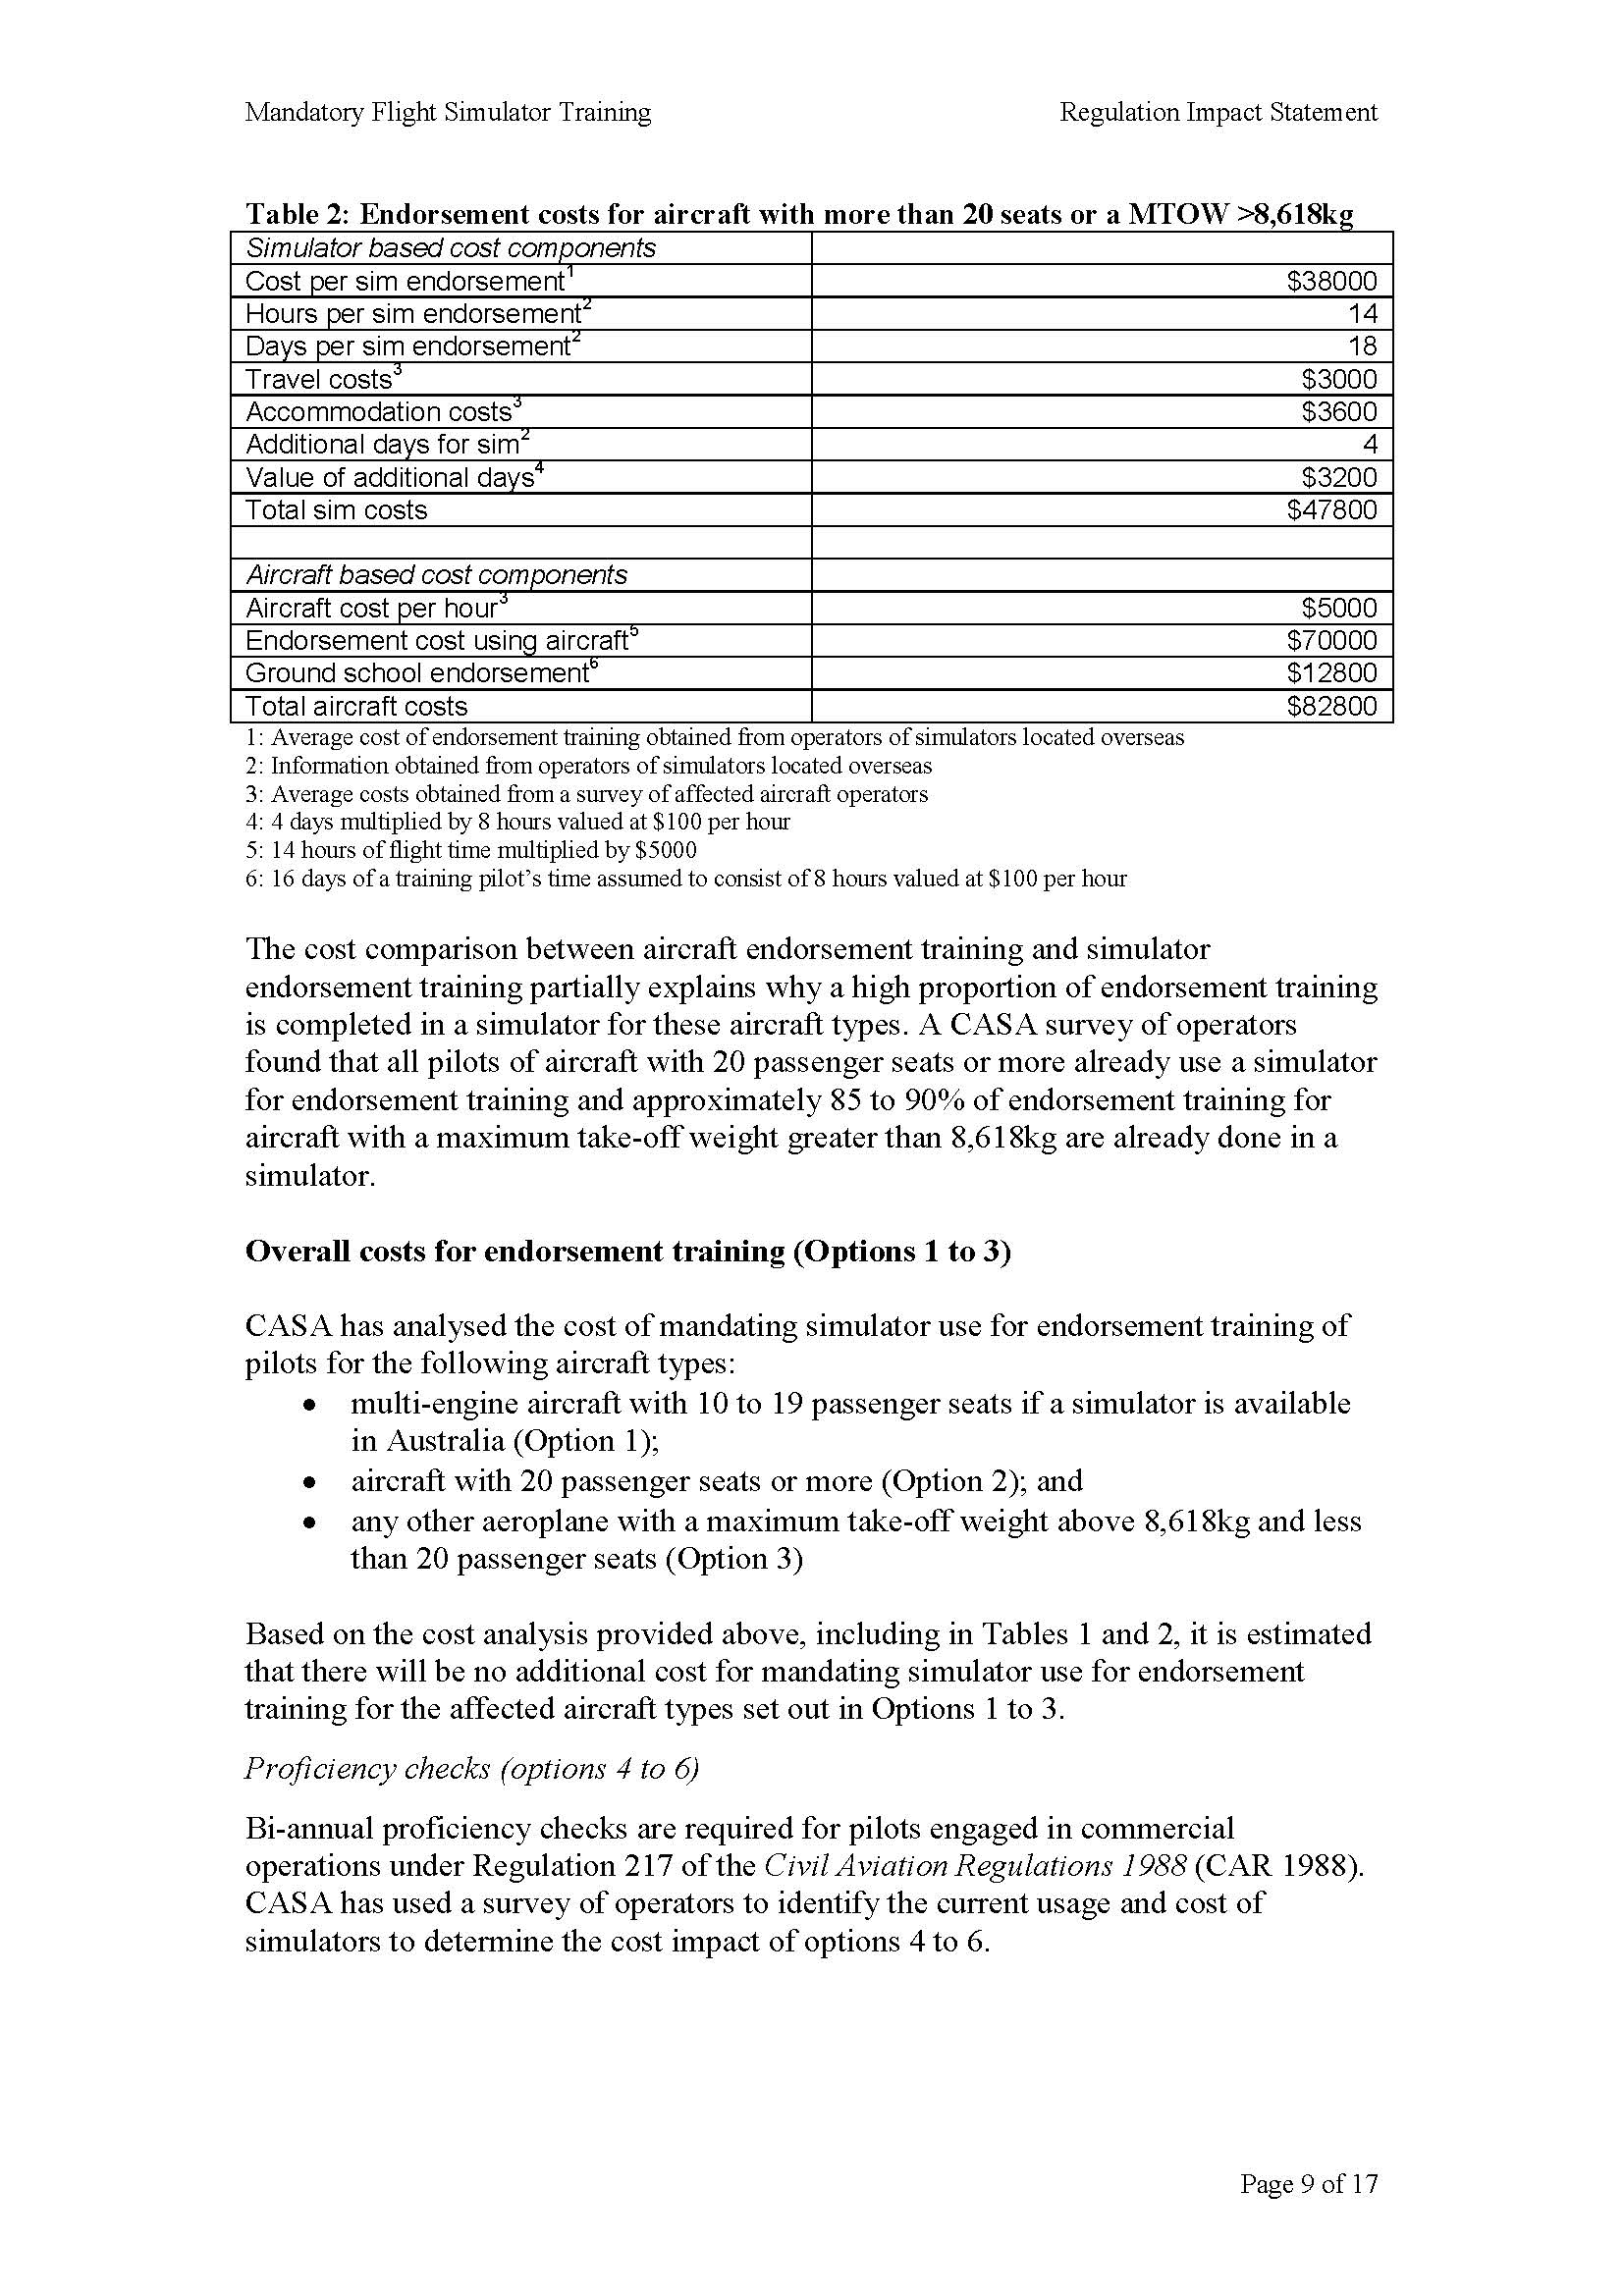 Mandatory Flight Simulator Training Regulation Impact Statement
Table 2: Endorsement costs for aircraft with more than 20 seats or a MTOW >8,618kg
Simulator based cost components
Cost per sim endorsement1 $38000
Hours per sim endorsement2 14
Days per sim endorsement2 18
Travel costs3 $3000
Accommodation costs3 $3600
Additional days for sim2 4
Value of additional days4 $3200
Total sim costs $47800
Aircraft based cost components
Aircraft cost per hour3 $5000
Endorsement cost using aircraft5 $70000
Ground school endorsement6 $12800
Total aircraft costs $82800
1: Average cost of endorsement training obtained from operators of simulators located overseas
2: Information obtained from operators of simulators located overseas
3: Average costs obtained from a survey of affected aircraft operators
4: 4 days multiplied by 8 hours valued at $100 per hour
5: 14 hours of flight time multiplied by $5000
6: 16 days of a training pilot's time assumed to consist of 8 hours valued at $100 per hour
The cost comparison between aircraft endorsement training and simulator
endorsement training partially explains why a high proportion of endorsement training
is completed in a simulator for these aircraft types. A CASA survey of operators
found that all pilots of aircraft with 20 passenger seats or more already use a simulator
for endorsement training and approximately 85 to 90% of endorsement training for
aircraft with a maximum take-off weight greater than 8,618kg are already done in a
simulator.
Overall costs for endorsement training (Options 1 to 3)
CASA has analysed the cost of mandating simulator use for endorsement training of
pilots for the following aircraft types:
• multi-engine aircraft with 10 to 19 passenger seats if a simulator is available
in Australia (Option 1);
• aircraft with 20 passenger seats or more (Option 2); and
• any other aeroplane with a maximum take-off weight above 8,618kg and less
than 20 passenger seats (Option 3)
Based on the cost analysis provided above, including in Tables 1 and 2, it is estimated
that there will be no additional cost for mandating simulator use for endorsement
training for the affected aircraft types set out in Options 1 to 3.
Proficiency checks (options 4 to 6)
Bi-annual proficiency checks are required for pilots engaged in commercial
operations under Regulation 217 of the Civil Aviation Regulations 1988 (CAR 1988).
CASA has used a survey of operators to identify the current usage and cost of
simulators to determine the cost impact of options 4 to 6.
Page 9 of 17